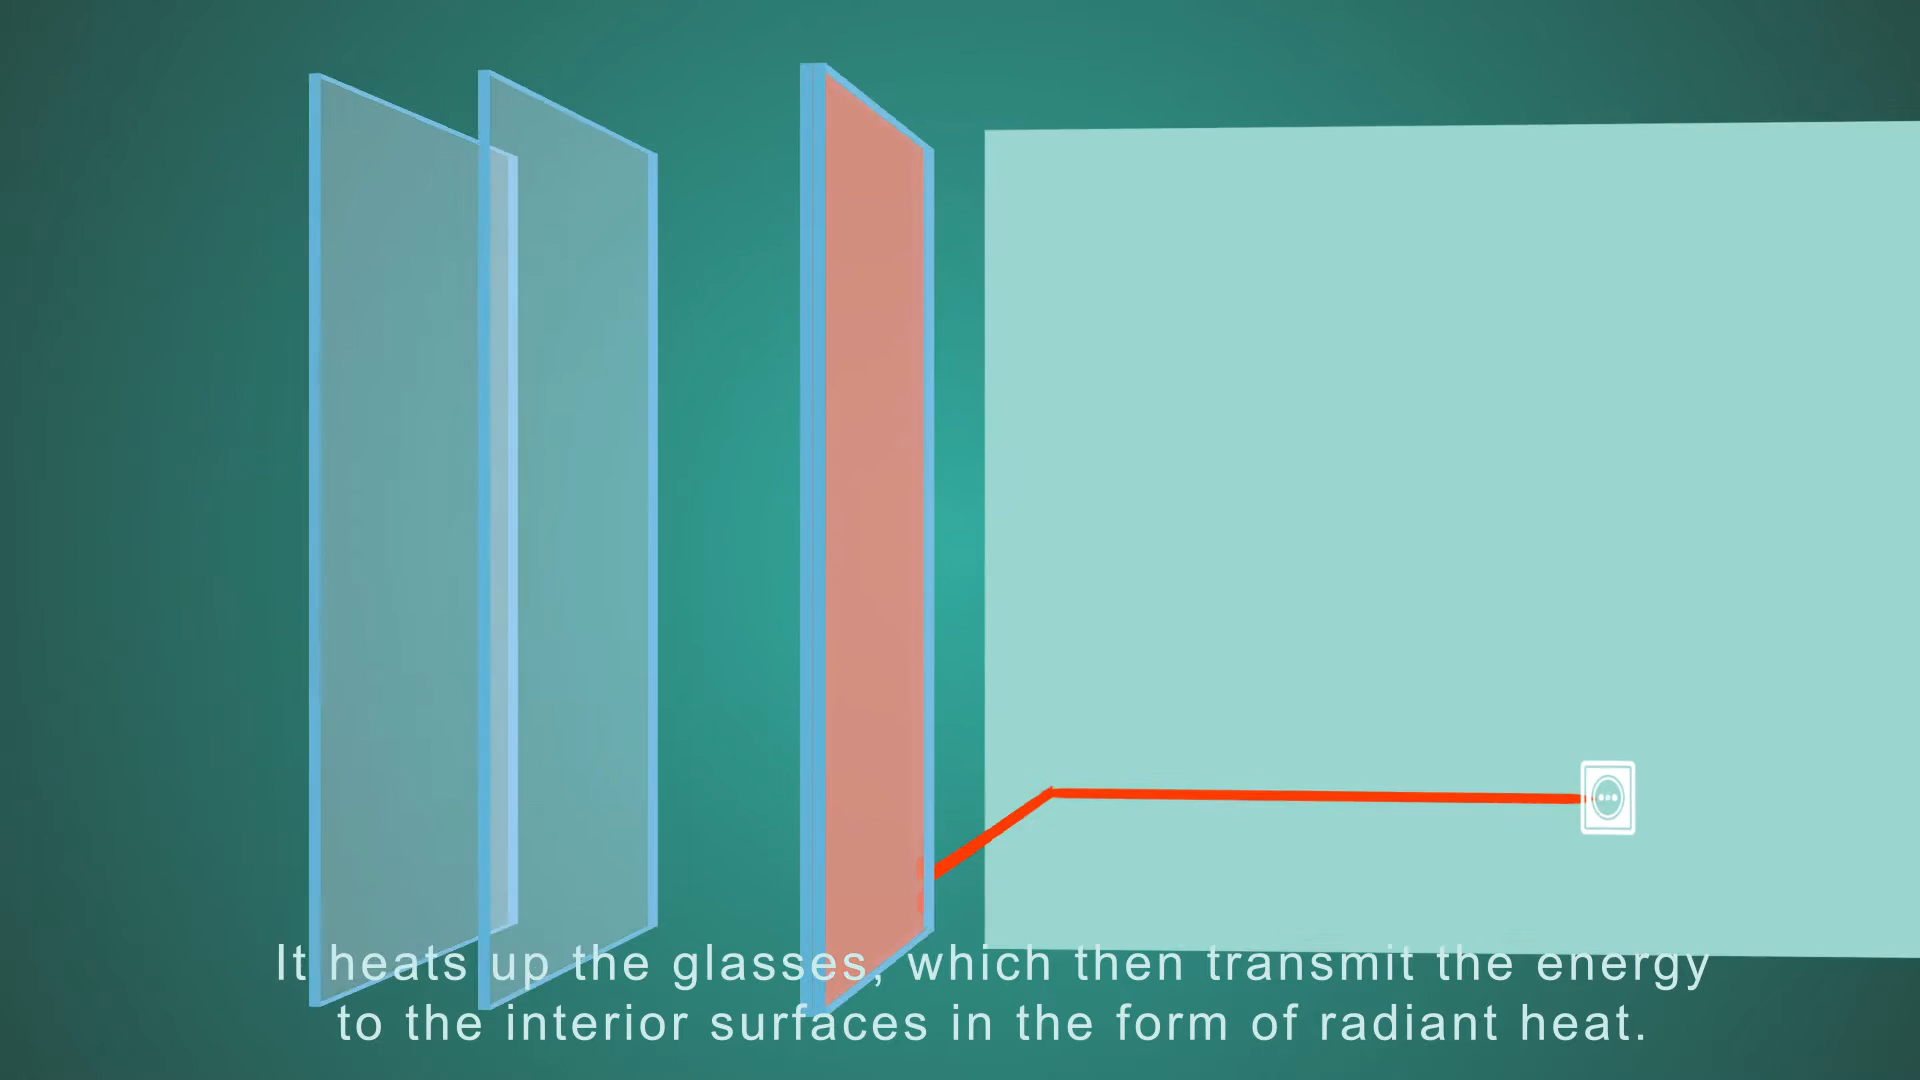 It heats up the glasses, which then transmit the energy
to the interior surfaces in the form of radiant heat.